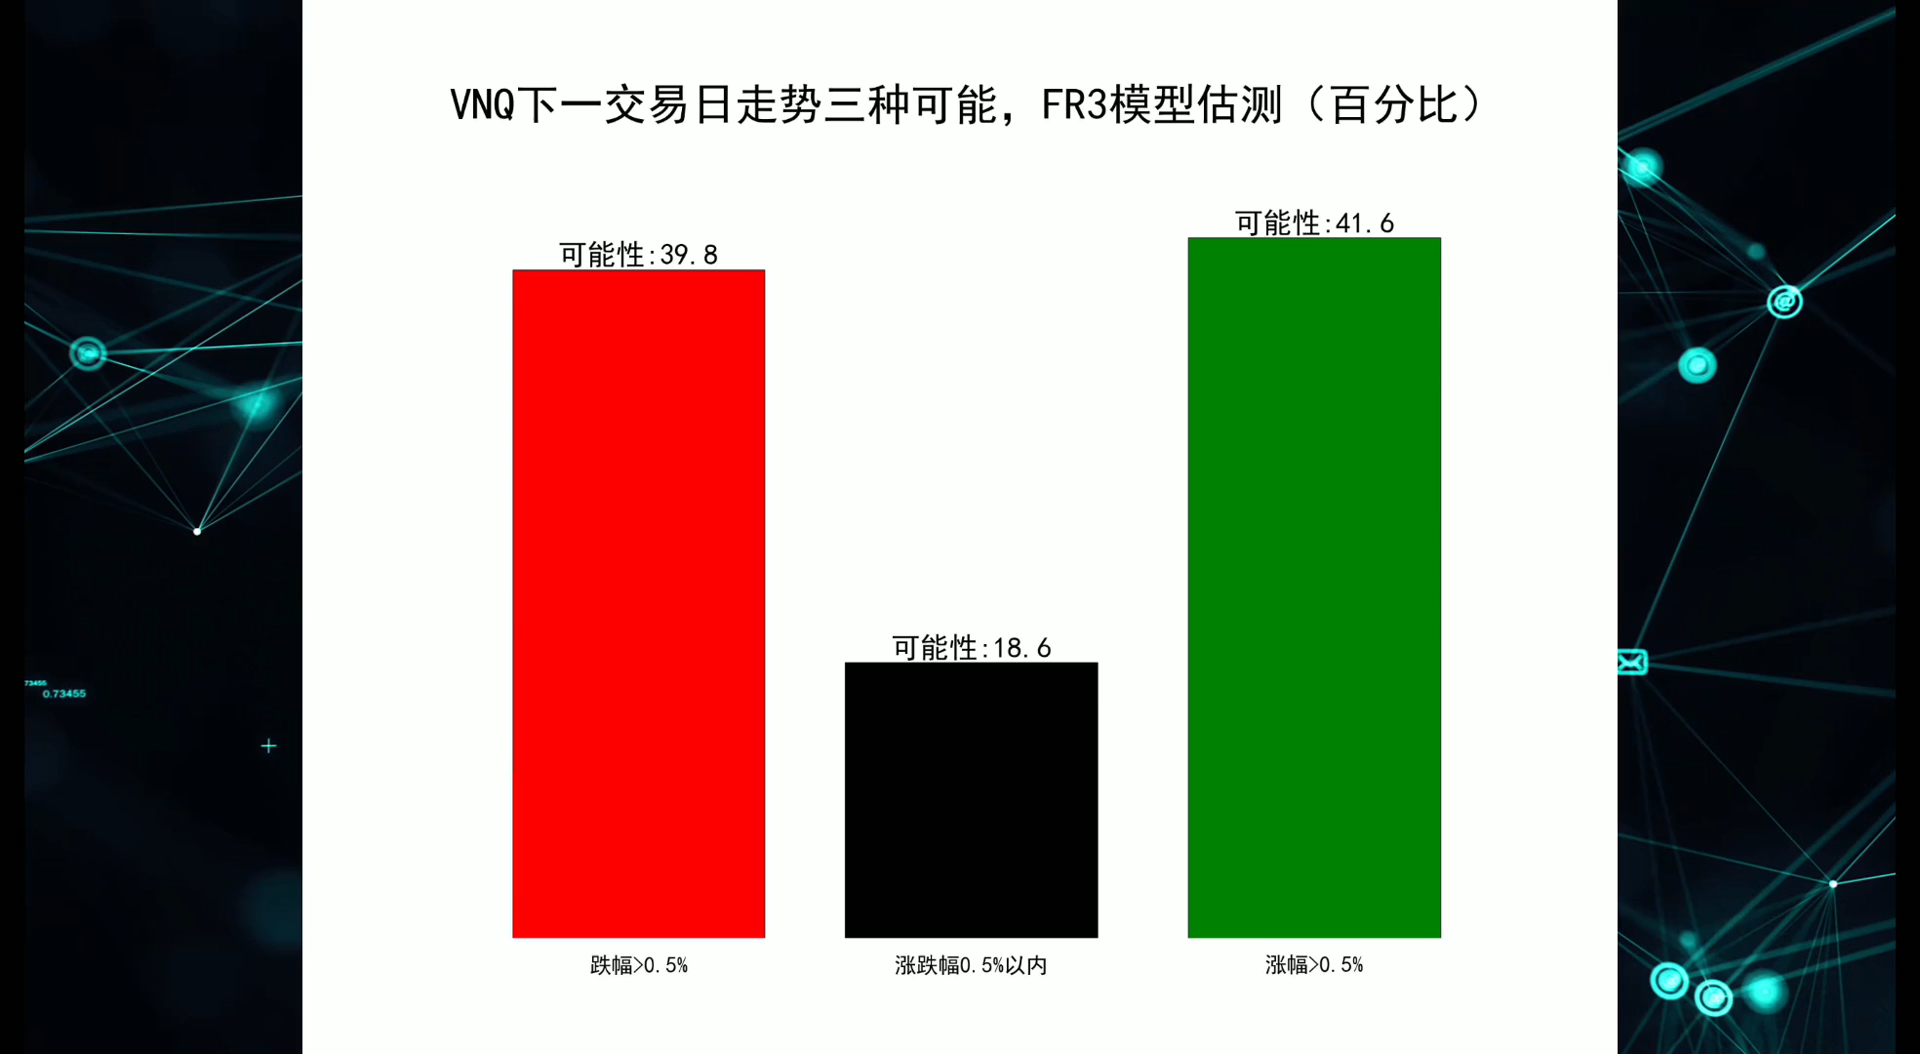 VNQ下一交易日走势三种可能，FR3模型估测（百分比）
可能性:41.6
可能性:39.8
可能性:18.6
73455
0.73455
跌幅>0.5%
涨跌幅0.5%以内
涨幅>0.5%